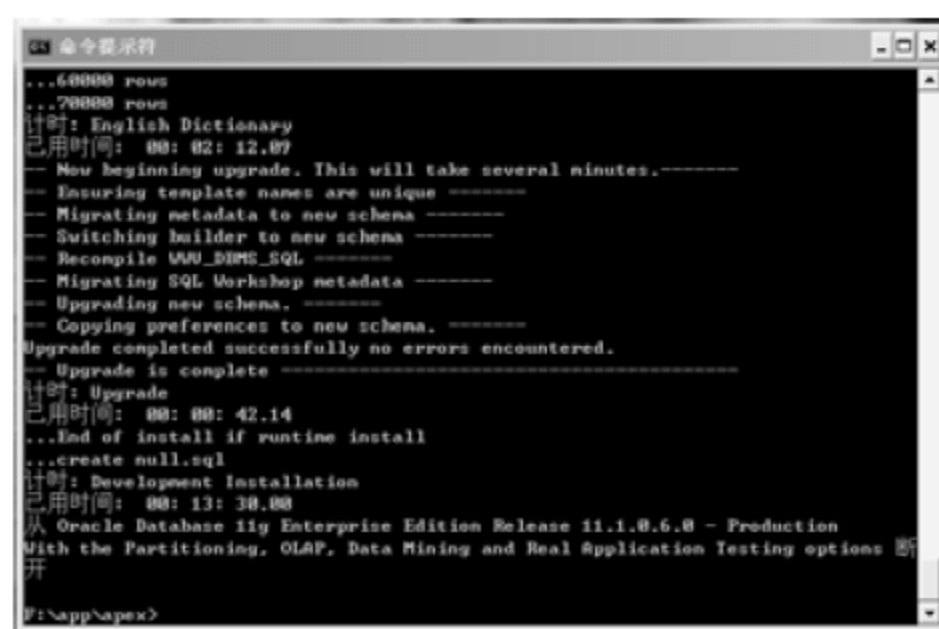 命令提示符
...60000 rows
...70000 rows
计时: English Dictionary
已用时间:  00: 02: 12.09
-- Now beginning upgrade. This will take several minutes.-------
-- Ensuring template names are unique -------
-- Migrating metadata to new schema -------
-- Switching builder to new schema -------
-- Recompile WWV_DBMS_SQL -------
-- Migrating SQL Workshop metadata -------
-- Upgrading new schema. -------
-- Copying preferences to new schema. -------
Upgrade completed successfully no errors encountered.
-- Upgrade is complete -----------------------------------------
计时: Upgrade
已用时间:  00: 00: 42.14
...End of install if runtime install
...create null.sql
计时: Development Installation
已用时间:  00: 13: 30.00
从 Oracle Database 11g Enterprise Edition Release 11.1.0.6.0 - Production
With the Partitioning, OLAP, Data Mining and Real Application Testing options 断
开
F:\app\apex>